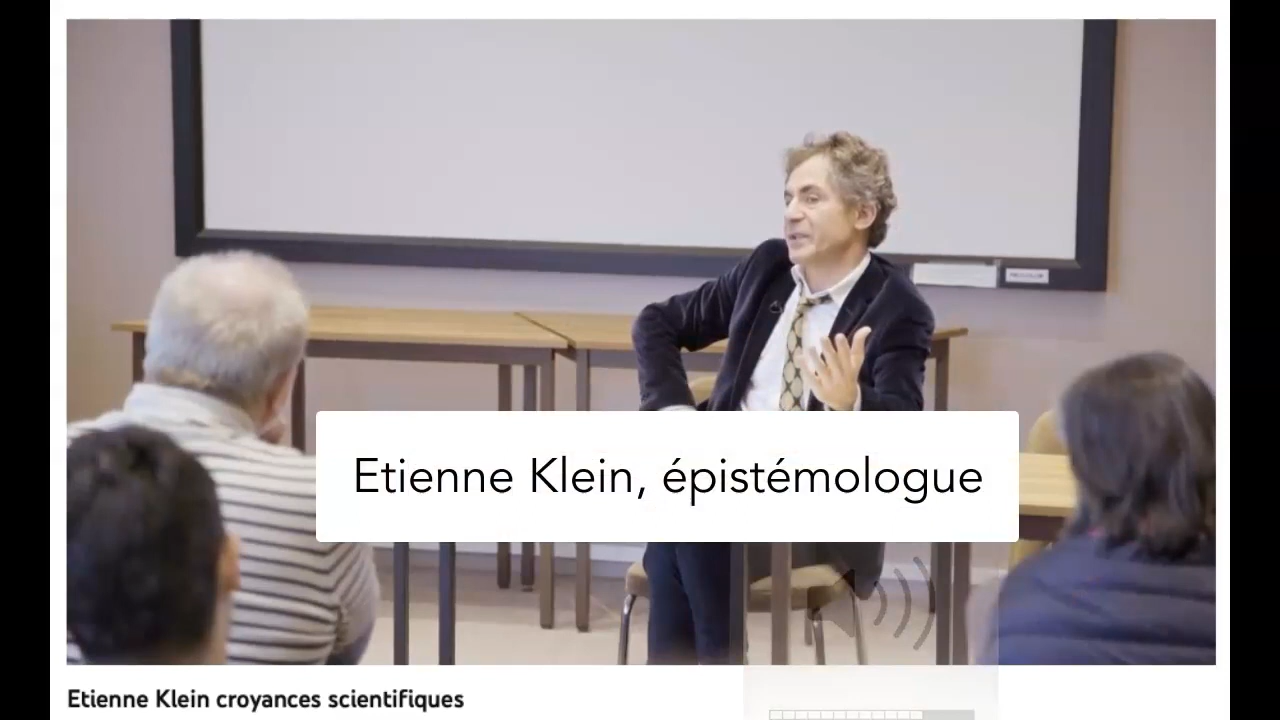 Etienne Klein, épistémologue
Etienne Klein croyances scientifiques